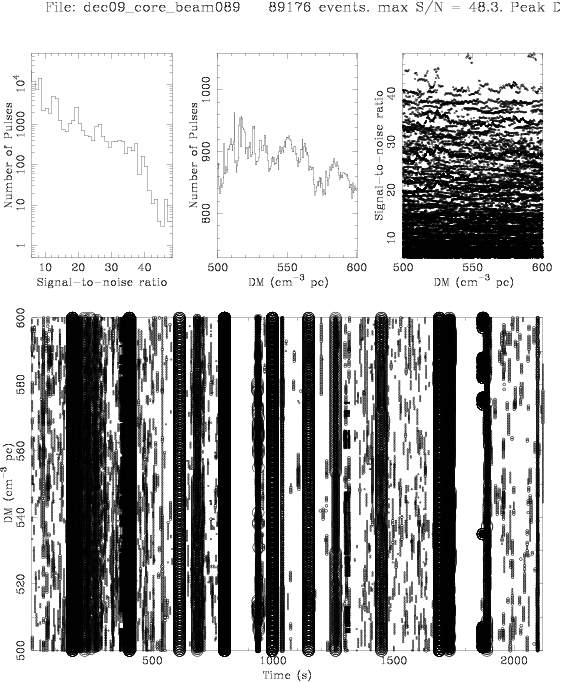 File: dec09_core_beam089 89176 events. max S/N = 48.3. Peak D
Number of Pulses
1 10 100 1000 10^4
10 20 30 40
Signal-to-noise ratio
Number of Pulses
800 900 1000
500 550 600
DM (cm^-3 pc)
Signal-to-noise ratio
10 20 30 40
500 550 600
DM (cm^-3 pc)
DM (cm^-3 pc)
500 520 540 560 580 600
500 1000 1500 2000
Time (s)